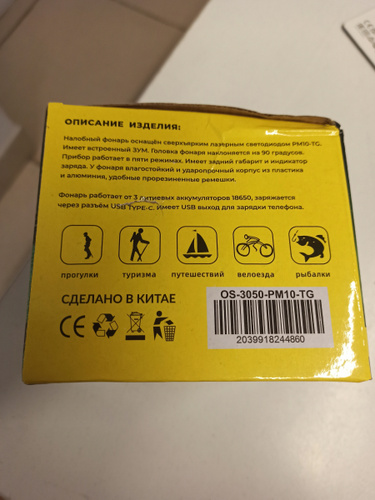 ОПИСАНИЕ ИЗДЕЛИЯ:
Налобный фонарь оснащён сверхъярким лазерным светодиодом PM10-TG.
Имеет встроенный ЗУМ. Головка фонаря наклоняется на 90 градусов.
Прибор работает в пяти режимах. Имеет задний габарит и индикатор
заряда. У фонаря влагостойкий и ударопрочный корпус из пластика
и алюминия, удобные прорезиненные ремешки.
Фонарь работает от 3 литиевых аккумуляторов 18650, заряжается
через разъём USB TYPE-C. Имеет USB выход для зарядки телефона.
прогулки туризма путешествий велоезда рыбалки
СДЕЛАНО В КИТАЕ
OS-3050-PM10-TG
2039918244860
CE